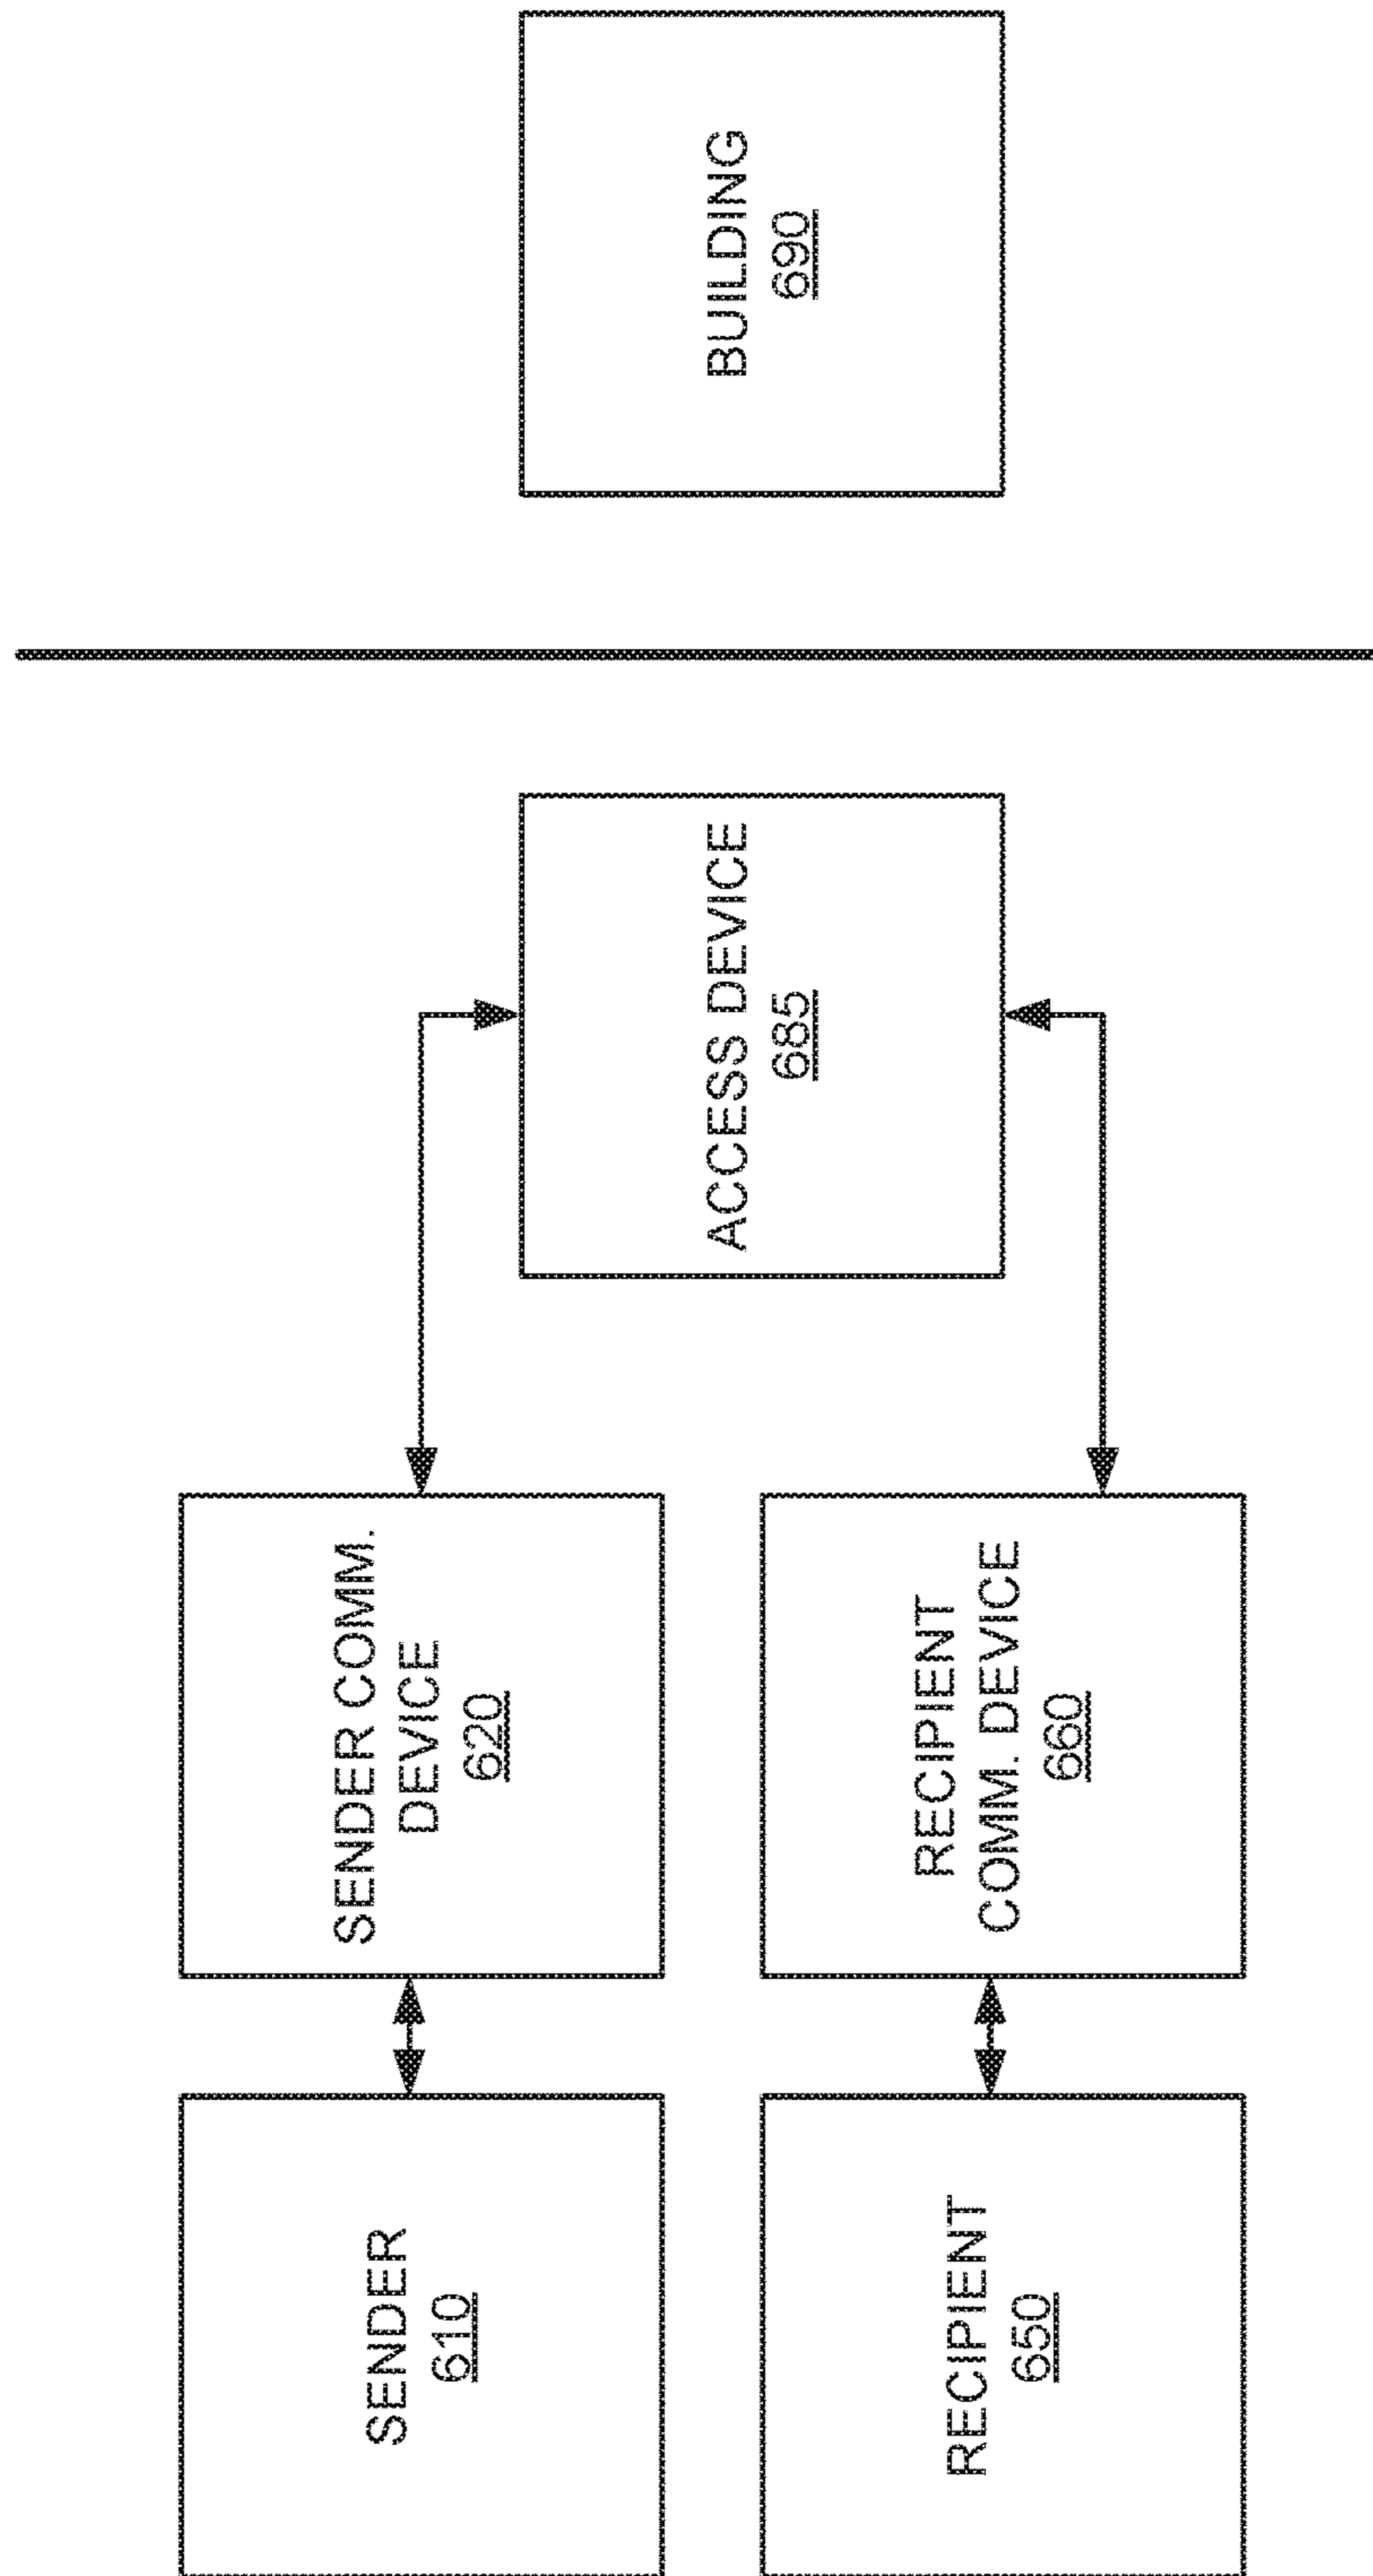 SENDER
610
SENDER COMM.
DEVICE
620
RECIPIENT
650
RECIPIENT
COMM. DEVICE
660
ACCESS DEVICE
685
BUILDING
690